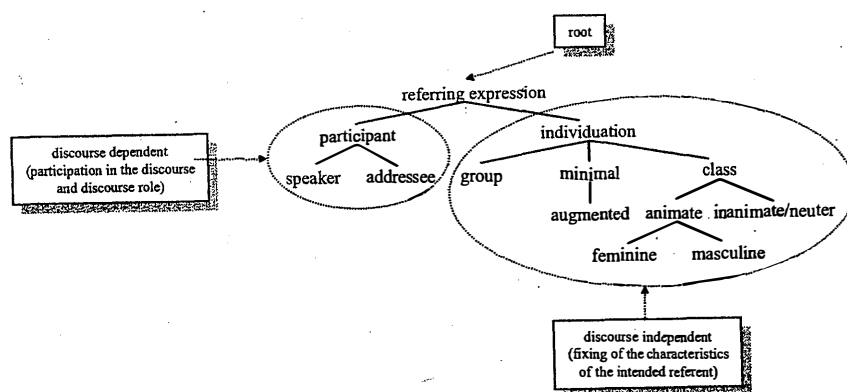 root
referring expression
participant individuation
discourse dependent
(participation in the discourse
and discourse role)
speaker addressee group minimal class
augmented animate inanimate/neuter
feminine masculine
discourse independent
(fixing of the characteristics
of the intended referent)